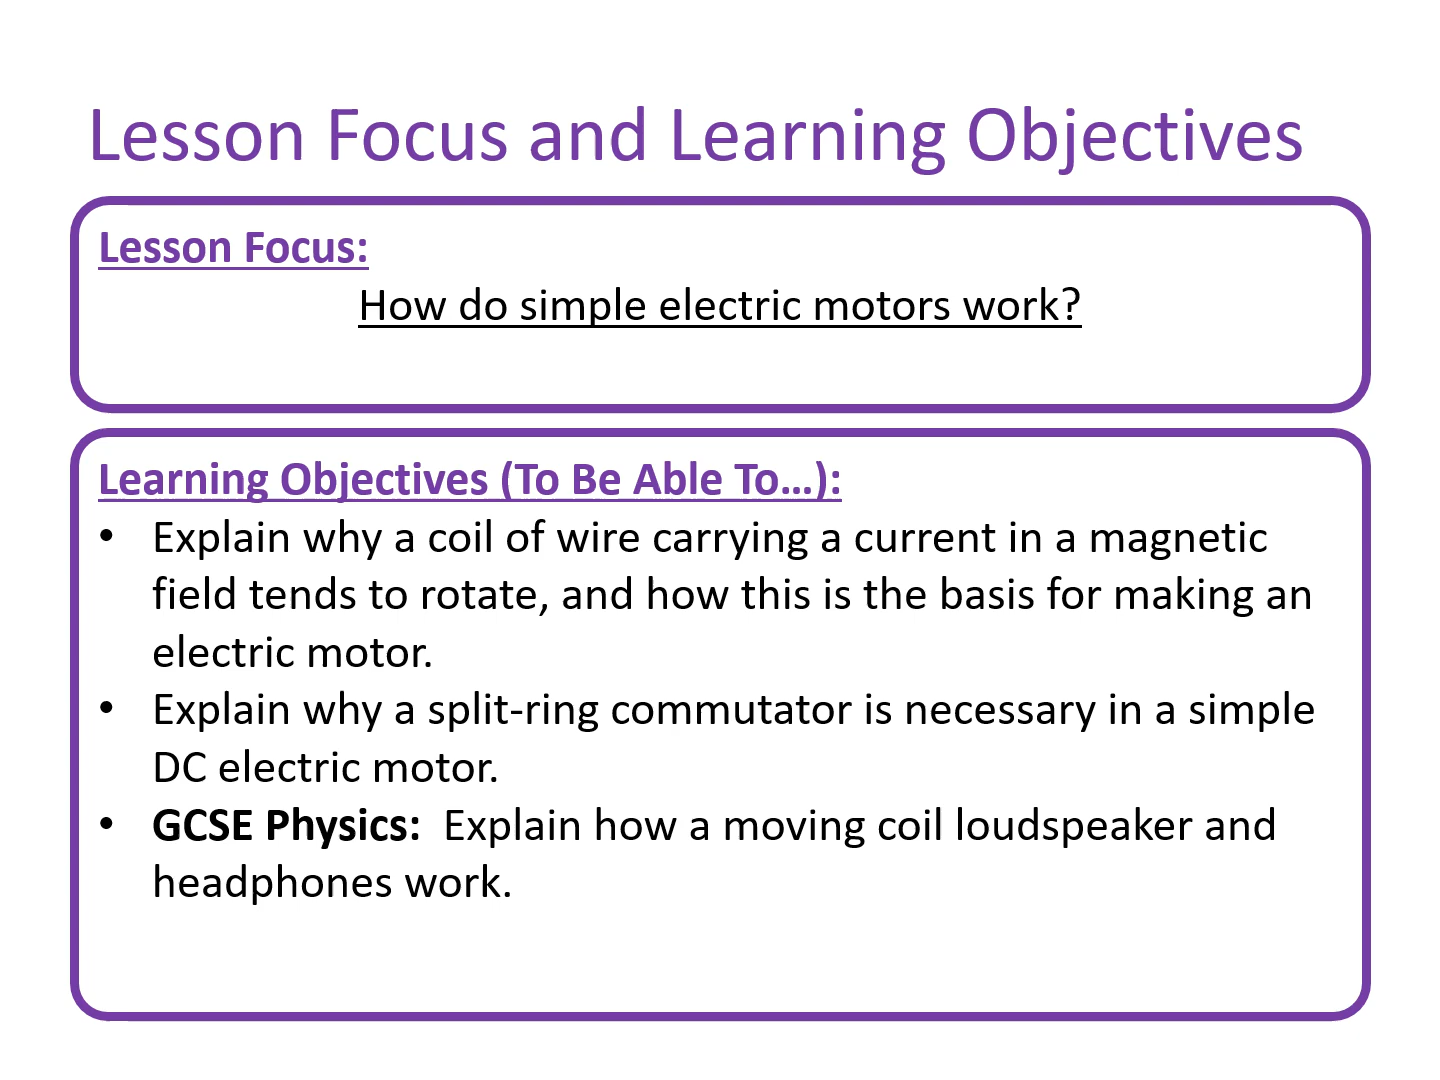 Lesson Focus and Learning Objectives
Lesson Focus:
How do simple electric motors work?
Learning Objectives (To Be Able To…):
• Explain why a coil of wire carrying a current in a magnetic
field tends to rotate, and how this is the basis for making an
electric motor.
• Explain why a split-ring commutator is necessary in a simple
DC electric motor.
• GCSE Physics:  Explain how a moving coil loudspeaker and
headphones work.